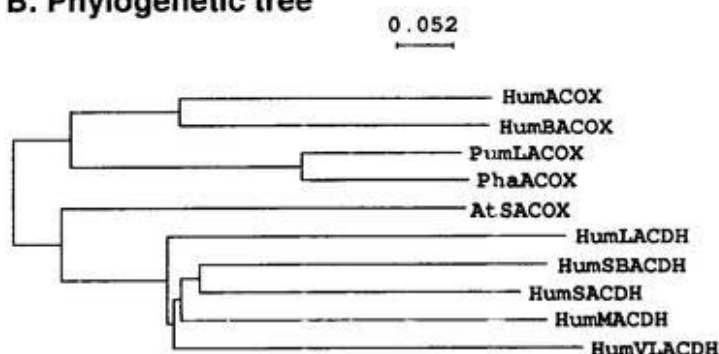 B. Phylogenetic tree
0.052
HumACOX
HumBACOX
PumLACOX
PhaACOX
AtSACOX
HumLACDH
HumSBACDH
HumSACDH
HumMACDH
HumVLACDH